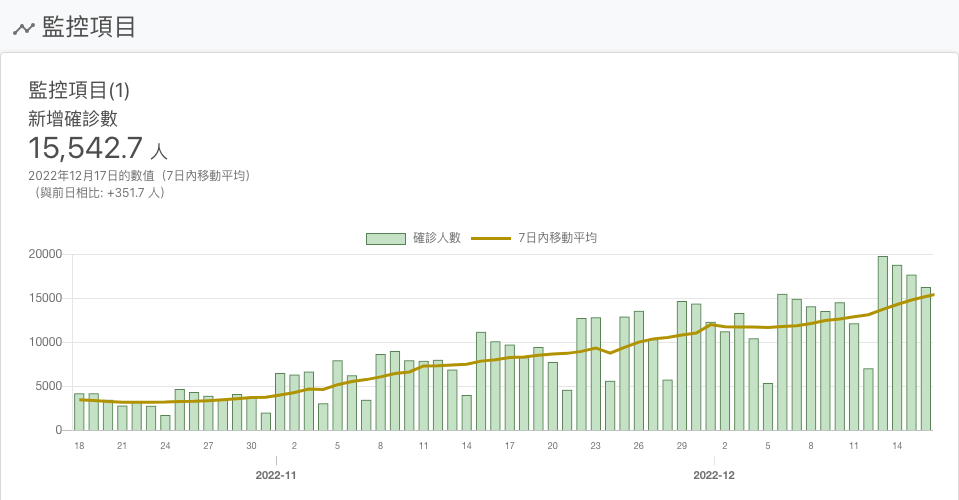 監控項目
監控項目(1)
新增確診數
15,542.7 人
2022年12月17日的數值（7日內移動平均）
（與前日相比: +351.7 人）
確診人數 7日內移動平均
20000
15000
10000
5000
0
18 21 24 27 30 2 5 8 11 14 17 20 23 26 29 2 5 8 11 14
2022-11 2022-12